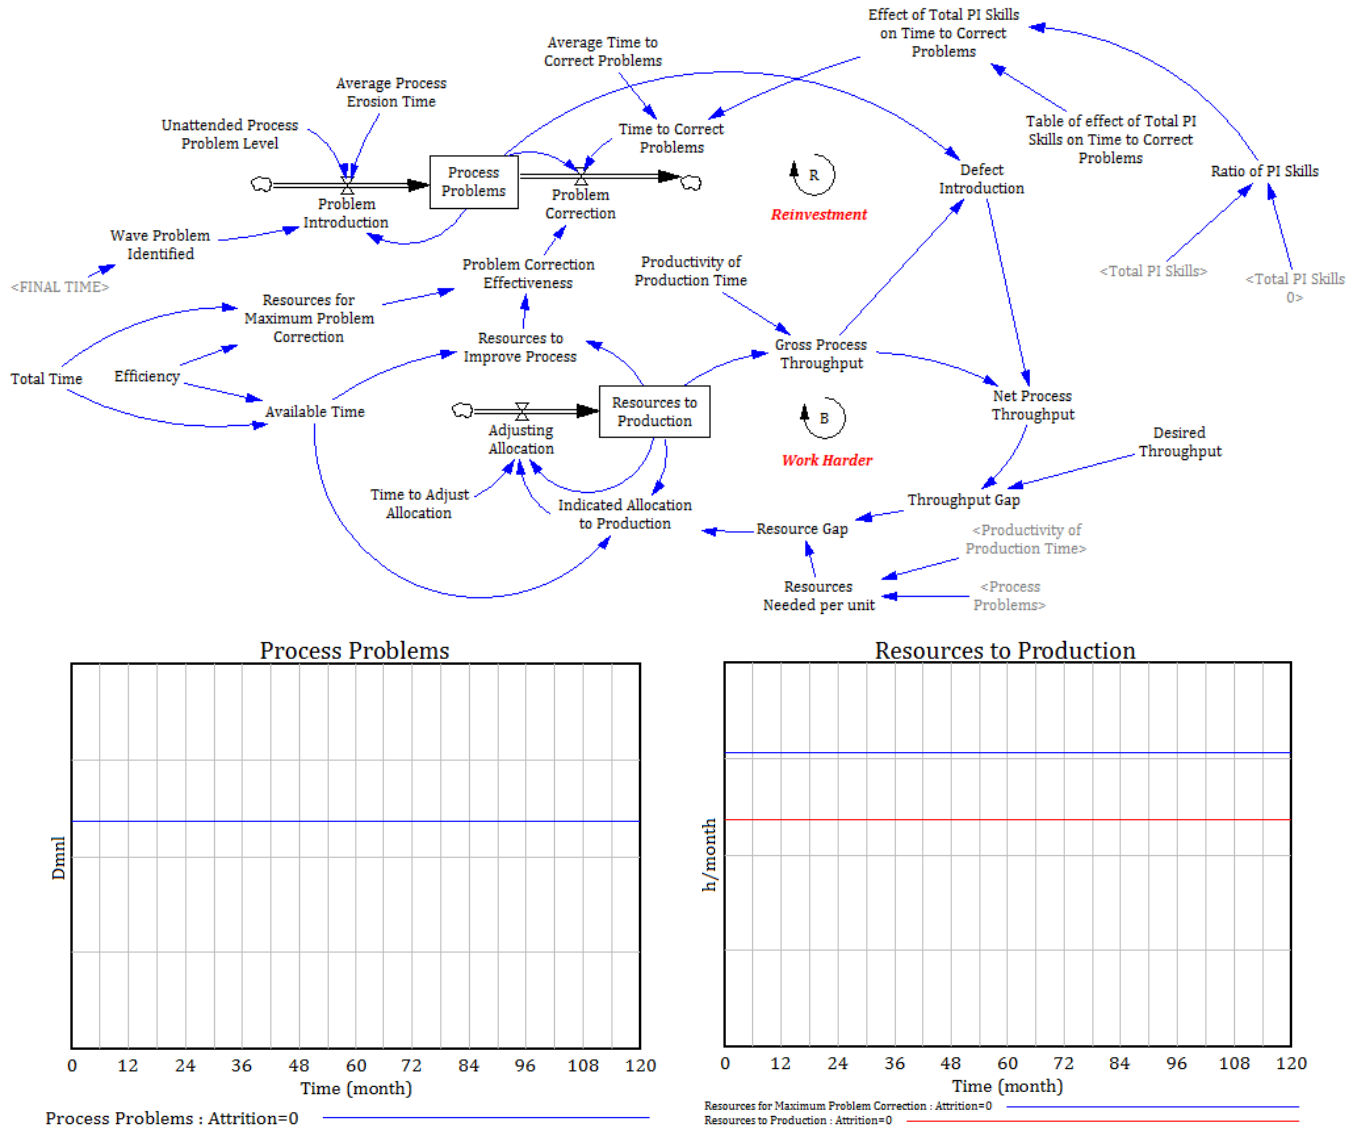 Effect of Total PI Skills
on Time to Correct
Problems
Average Time to
Correct Problems
Average Process
Erosion Time
Unattended Process
Problem Level
Time to Correct
Problems
Table of effect of Total PI
Skills on Time to Correct
Problems
Process
Problems
R
Reinvestment
Defect
Introduction
Ratio of PI Skills
Problem
Introduction
Problem
Correction
Wave Problem
Identified
<FINAL TIME>
Problem Correction
Effectiveness
Productivity of
Production Time
<Total PI Skills>
<Total PI Skills
0>
Resources for
Maximum Problem
Correction
Resources to
Improve Process
Gross Process
Throughput
Total Time
Efficiency
Available Time
Resources to
Production
B
Work Harder
Net Process
Throughput
Adjusting
Allocation
Desired
Throughput
Time to Adjust
Allocation
Indicated Allocation
to Production
Throughput Gap
Resource Gap
<Productivity of
Production Time>
Resources
Needed per unit
<Process
Problems>
Process Problems
Dmnl
0 12 24 36 48 60 72 84 96 108 120
Time (month)
Process Problems : Attrition=0
Resources to Production
h/month
0 12 24 36 48 60 72 84 96 108 120
Time (month)
Resources for Maximum Problem Correction : Attrition=0
Resources to Production : Attrition=0